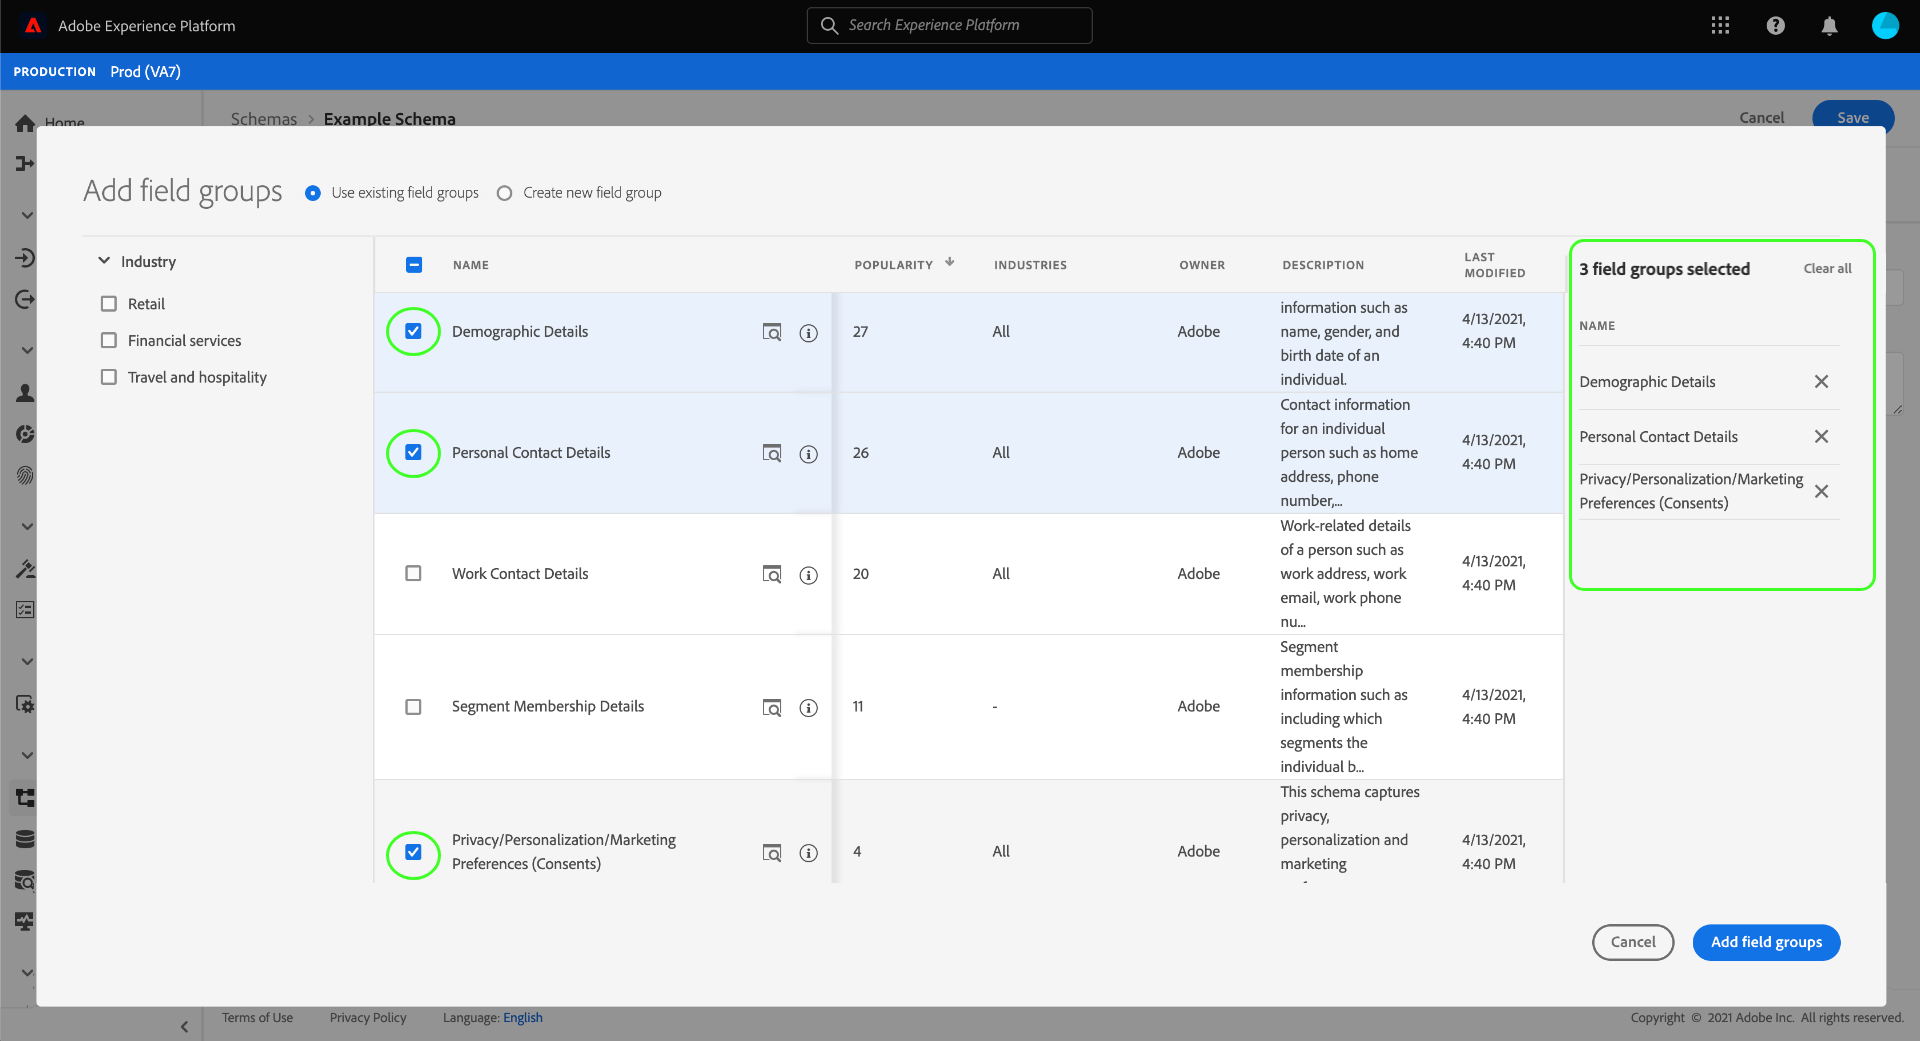 Adobe Experience Platform
Search Experience Platform
PRODUCTION Prod (VA7)
Home
Schemas > Example Schema
Cancel
Save
Add field groups
Use existing field groups
Create new field group
Industry
Retail
Financial services
Travel and hospitality
NAME
POPULARITY
INDUSTRIES
OWNER
DESCRIPTION
LAST
MODIFIED
Demographic Details
27
All
Adobe
information such as
name, gender, and
birth date of an
individual.
4/13/2021,
4:40 PM
Personal Contact Details
26
All
Adobe
Contact information
for an individual
person such as home
address, phone
number,...
4/13/2021,
4:40 PM
Work Contact Details
20
All
Adobe
Work-related details
of a person such as
work address, work
email, work phone
nu...
4/13/2021,
4:40 PM
Segment Membership Details
11
-
Adobe
Segment
membership
information such as
including which
segments the
individual b...
4/13/2021,
4:40 PM
Privacy/Personalization/Marketing
Preferences (Consents)
4
All
Adobe
This schema captures
privacy,
personalization and
marketing
4/13/2021,
4:40 PM
3 field groups selected
Clear all
NAME
Demographic Details
Personal Contact Details
Privacy/Personalization/Marketing
Preferences (Consents)
Cancel
Add field groups
Terms of Use
Privacy Policy
Language: English
Copyright © 2021 Adobe Inc. All rights reserved.